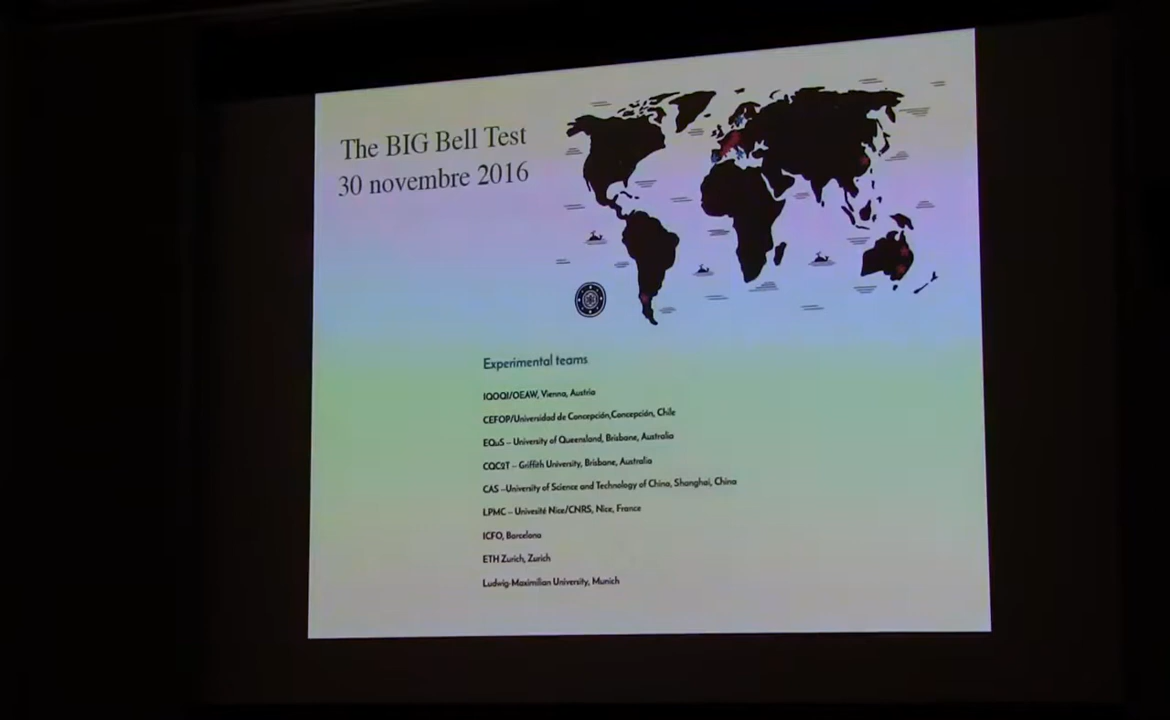 The BIG Bell Test
30 novembre 2016
Experimental teams
IQOQI/OEAW, Vienna, Austria
CEFOP/Universidad de Concepción,Concepción, Chile
EQuS – University of Queensland, Brisbane, Australia
CQC2T – Griffith University, Brisbane, Australia
CAS –University of Science and Technology of China, Shanghai, China
LPMC – Univesité Nice/CNRS, Nice, France
ICFO, Barcelona
ETH Zurich, Zurich
Ludwig-Maximilian University, Munich